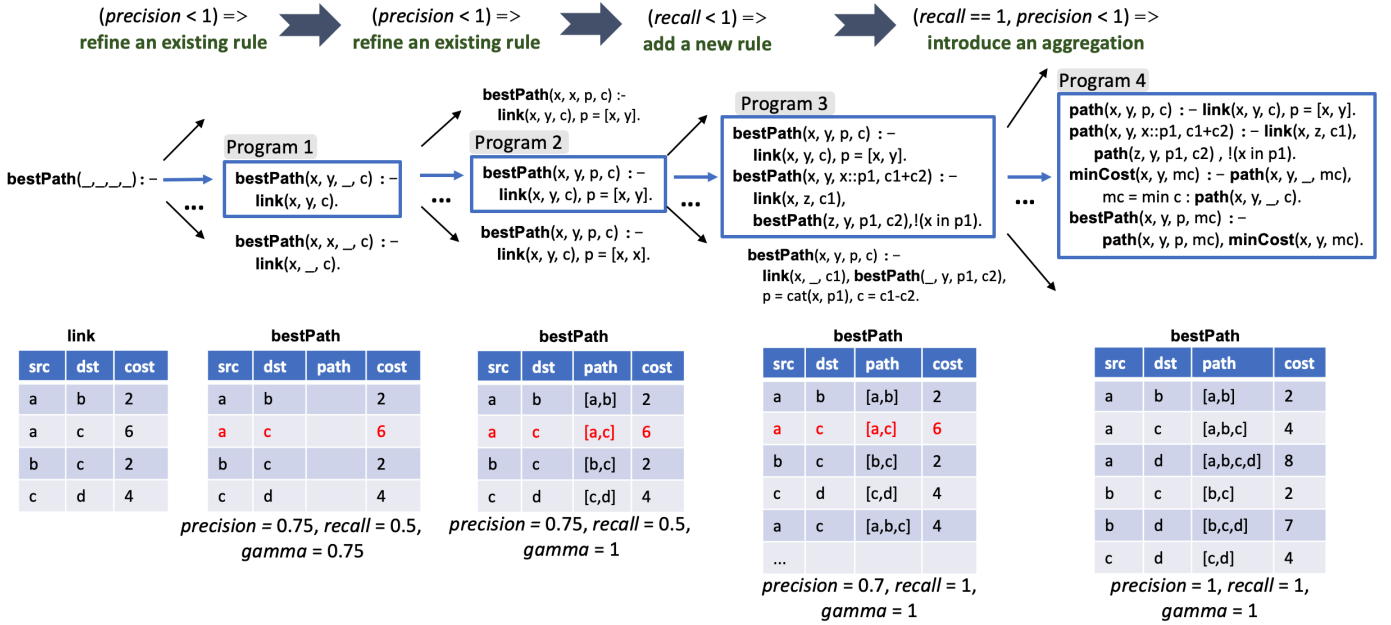 (precision < 1) =>
refine an existing rule
(precision < 1) =>
refine an existing rule
(recall < 1) =>
add a new rule
(recall == 1, precision < 1) =>
introduce an aggregation
bestPath(_,_,_,_) : –
...
Program 1
bestPath(x, y, _, c) : –
link(x, y, c).
bestPath(x, x, _, c) : –
link(x, _, c).
...
bestPath(x, x, p, c) :-
link(x, y, c), p = [x, y].
Program 2
bestPath(x, y, p, c) : –
link(x, y, c), p = [x, y].
bestPath(x, y, p, c) : –
link(x, y, c), p = [x, x].
...
Program 3
bestPath(x, y, p, c) : –
link(x, y, c), p = [x, y].
bestPath(x, y, x::p1, c1+c2) : –
link(x, z, c1),
bestPath(z, y, p1, c2),!(x in p1).
bestPath(x, y, p, c) : –
link(x, _, c1), bestPath(_, y, p1, c2),
p = cat(x, p1), c = c1-c2.
...
Program 4
path(x, y, p, c) : – link(x, y, c), p = [x, y].
path(x, y, x::p1, c1+c2) : – link(x, z, c1),
path(z, y, p1, c2) , !(x in p1).
minCost(x, y, mc) : – path(x, y, _, mc),
mc = min c : path(x, y, _, c).
bestPath(x, y, p, mc) : –
path(x, y, p, mc), minCost(x, y, mc).
link
src dst cost
a b 2
a c 6
b c 2
c d 4
bestPath
src dst path cost
a b 2
a c 6
b c 2
c d 4
precision = 0.75, recall = 0.5,
gamma = 0.75
bestPath
src dst path cost
a b [a,b] 2
a c [a,c] 6
b c [b,c] 2
c d [c,d] 4
precision = 0.75, recall = 0.5,
gamma = 1
bestPath
src dst path cost
a b [a,b] 2
a c [a,c] 6
b c [b,c] 2
c d [c,d] 4
a c [a,b,c] 4
...
precision = 0.7, recall = 1,
gamma = 1
bestPath
src dst path cost
a b [a,b] 2
a c [a,b,c] 4
a d [a,b,c,d] 8
b c [b,c] 2
b d [b,c,d] 7
c d [c,d] 4
precision = 1, recall = 1,
gamma = 1